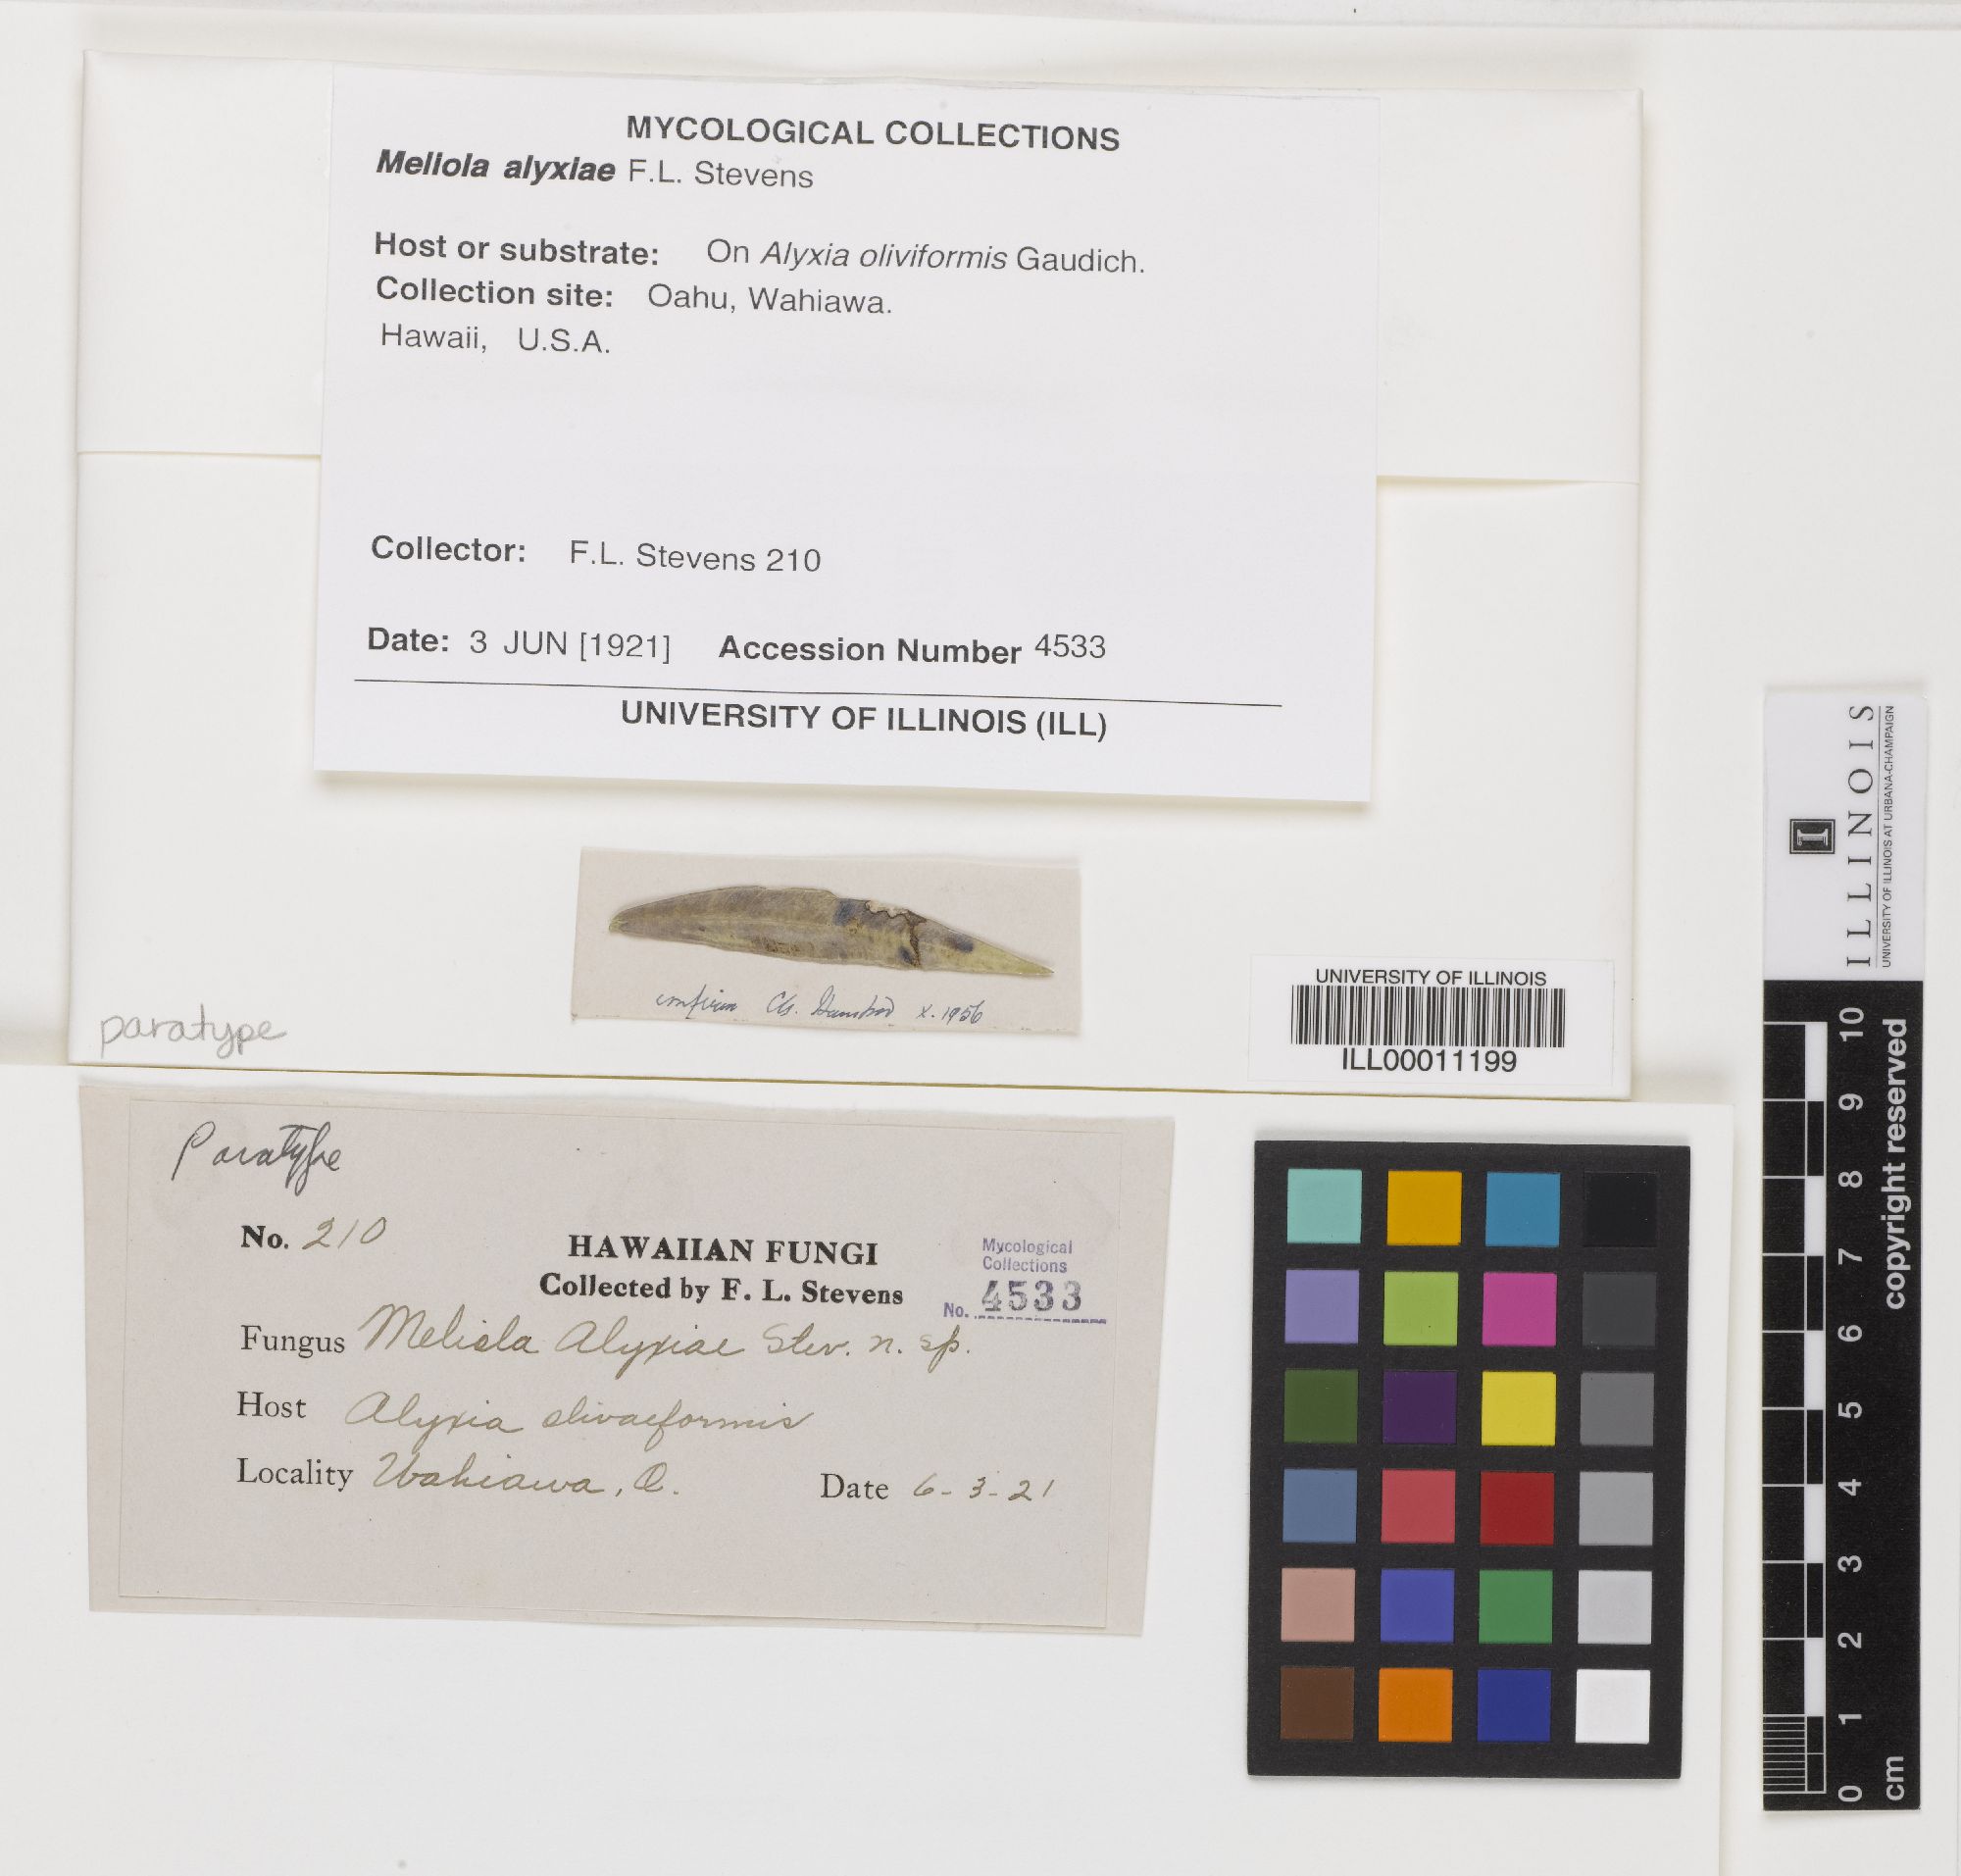 MYCOLOGICAL COLLECTIONS
Meliola alyxiae F.L. Stevens
Host or substrate: On Alyxia oliviformis Gaudich.
Collection site: Oahu, Wahiawa.
Hawaii, U.S.A.
Collector: F.L. Stevens 210
Date: 3 JUN [1921] Accession Number 4533
UNIVERSITY OF ILLINOIS (ILL)
x. 1956
paratype
UNIVERSITY OF ILLINOIS
ILL00011199
Paratype
No. 210
HAWAIIAN FUNGI
Collected by F. L. Stevens
Mycological
Collections
No. 4533
Fungus Meliola Alyxiae Stev. n. sp.
Host Alyxia olivaeformis
Locality Wahiawa, O. Date 6-3-21
I
ILLINOIS
UNIVERSITY OF ILLINOIS AT URBANA-CHAMPAIGN
0 1 2 3 4 5 6 7 8 9 10
cm copyright reserved